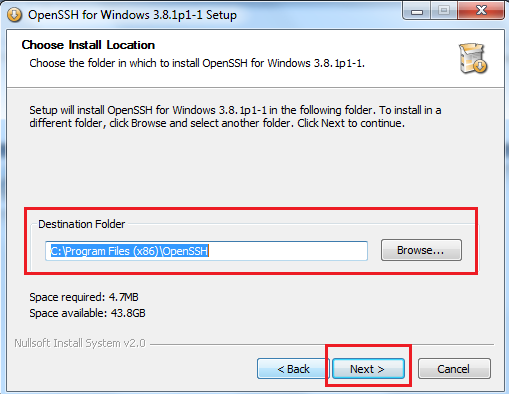 OpenSSH for Windows 3.8.1p1-1 Setup
Choose Install Location
Choose the folder in which to install OpenSSH for Windows 3.8.1p1-1.
Setup will install OpenSSH for Windows 3.8.1p1-1 in the following folder. To install in a
different folder, click Browse and select another folder. Click Next to continue.
Destination Folder
C:\Program Files (x86)\OpenSSH
Browse...
Space required: 4.7MB
Space available: 43.8GB
Nullsoft Install System v2.0
< Back Next > Cancel